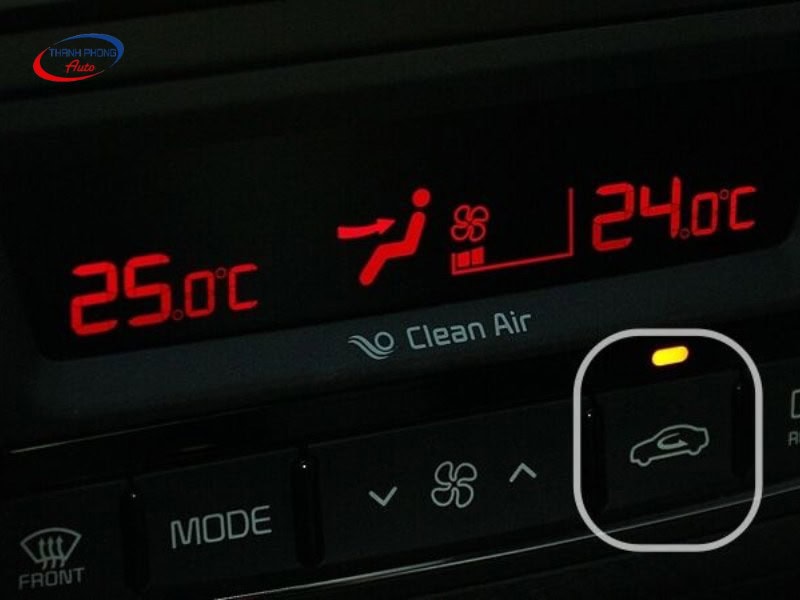 THANH PHONG
Auto
25.0°C
24.0°C
Clean Air
MODE
FRONT